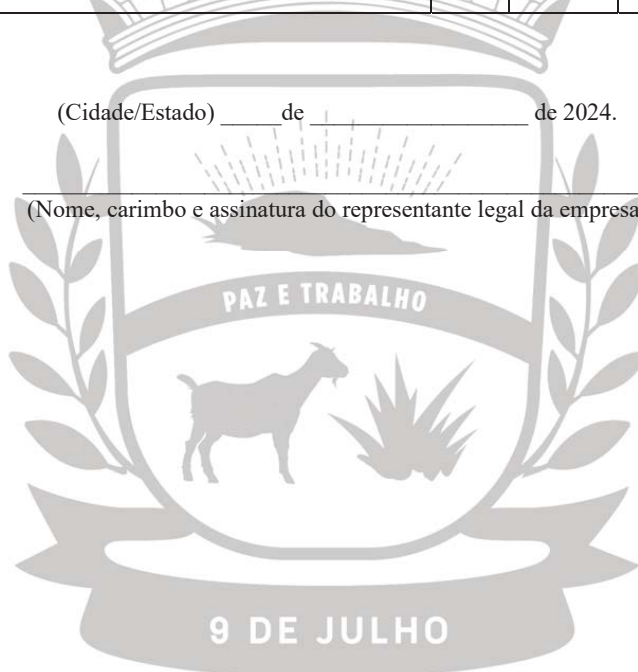 (Cidade/Estado) _____de __________________ de 2024.
___________________________________________________
(Nome, carimbo e assinatura do representante legal da empresa
PAZ E TRABALHO
9 DE JULHO